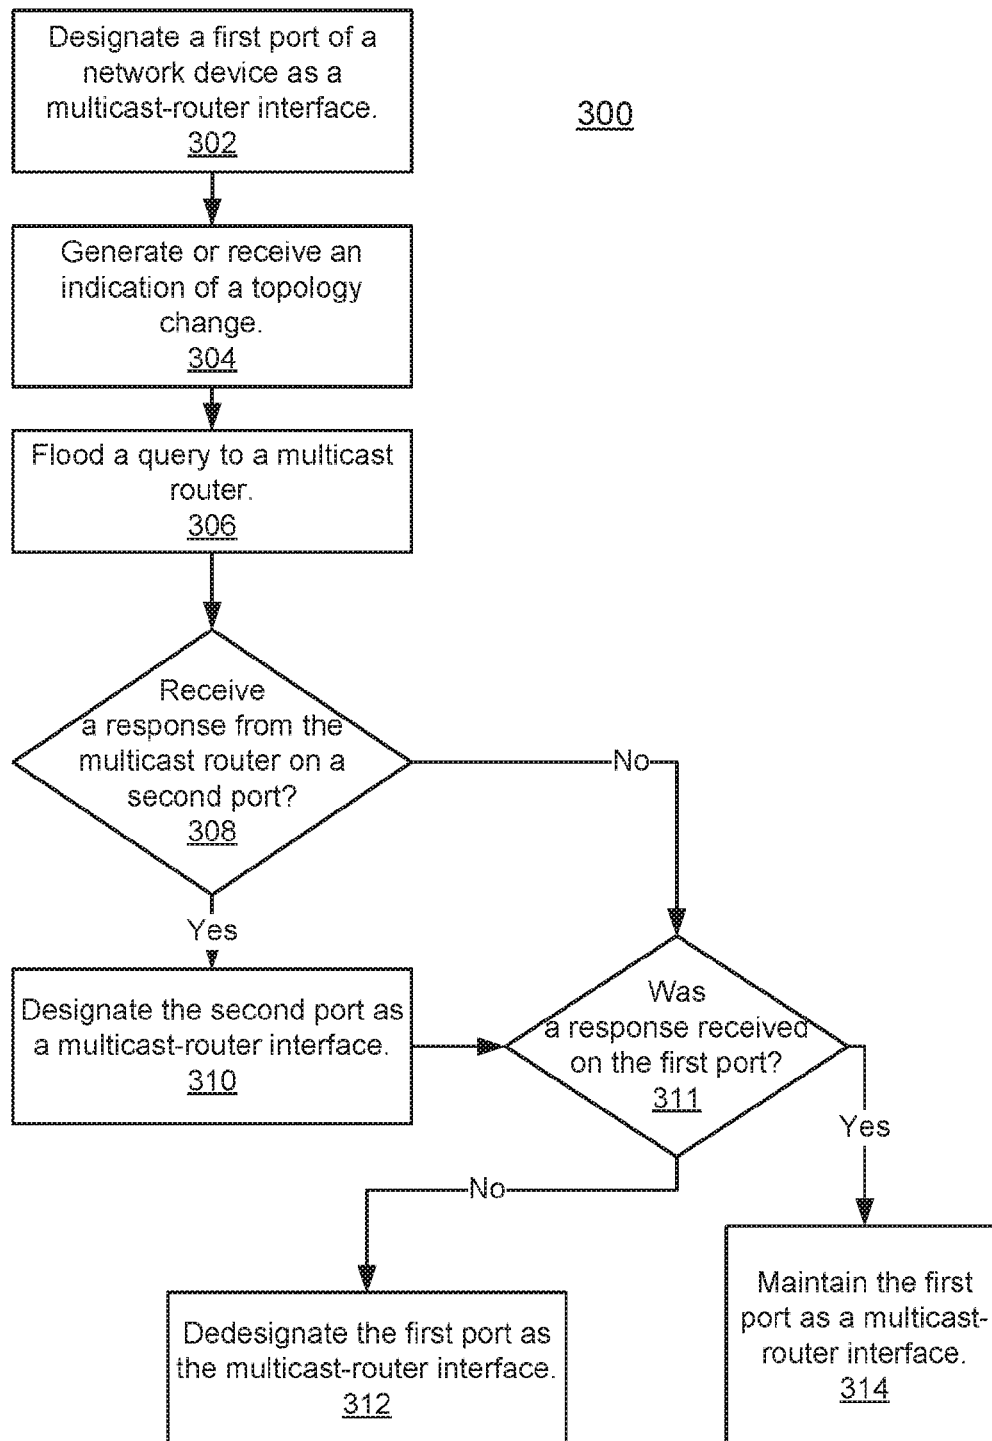 Designate a first port of a
network device as a
multicast-router interface.
302
300
Generate or receive an
indication of a topology
change.
304
Flood a query to a multicast
router.
306
Receive
a response from the
multicast router on a
second port?
308
No
Yes
Designate the second port as
a multicast-router interface.
310
Was
a response received
on the first port?
311
Yes
No
Dedesignate the first port as
the multicast-router interface.
312
Maintain the first
port as a multicast-
router interface.
314